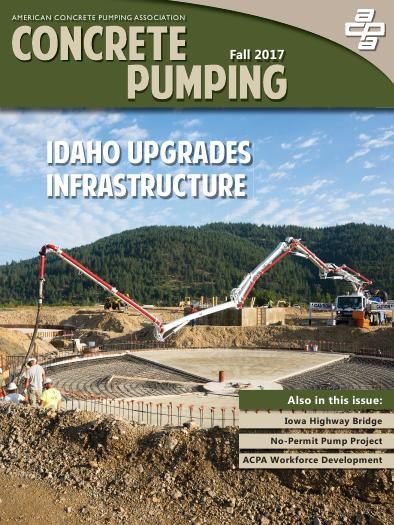 AMERICAN CONCRETE PUMPING ASSOCIATION
CONCRETE
PUMPING
Fall 2017
acpa
IDAHO UPGRADES
INFRASTRUCTURE
Also in this issue:
Iowa Highway Bridge
No-Permit Pump Project
ACPA Workforce Development